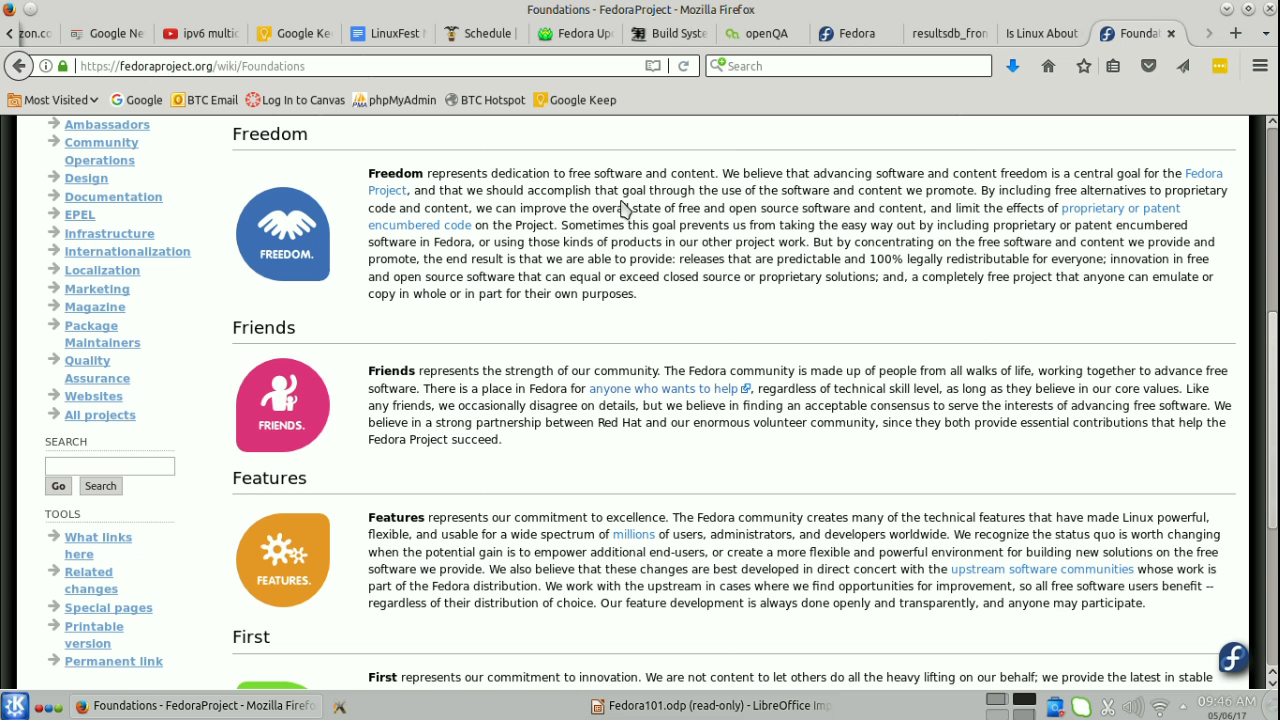 Foundations - FedoraProject - Mozilla Firefox
zon.co
Google Ne
ipv6 multic
Google Ke
LinuxFest
Schedule |
Fedora Up
Build Syste
openQA
Fedora
resultsdb_fron
Is Linux About
Foundat
https://fedoraproject.org/wiki/Foundations
Search
Most Visited
Google
BTC Email
Log In to Canvas
phpMyAdmin
BTC Hotspot
Google Keep
Ambassadors
Community
Operations
Design
Documentation
EPEL
Infrastructure
Internationalization
Localization
Marketing
Magazine
Package
Maintainers
Quality
Assurance
Websites
All projects
SEARCH
Go Search
TOOLS
What links
here
Related
changes
Special pages
Printable
version
Permanent link
Freedom
FREEDOM.
Freedom represents dedication to free software and content. We believe that advancing software and content freedom is a central goal for the Fedora
Project, and that we should accomplish that goal through the use of the software and content we promote. By including free alternatives to proprietary
code and content, we can improve the overall state of free and open source software and content, and limit the effects of proprietary or patent
encumbered code on the Project. Sometimes this goal prevents us from taking the easy way out by including proprietary or patent encumbered
software in Fedora, or using those kinds of products in our other project work. But by concentrating on the free software and content we provide and
promote, the end result is that we are able to provide: releases that are predictable and 100% legally redistributable for everyone; innovation in free
and open source software that can equal or exceed closed source or proprietary solutions; and, a completely free project that anyone can emulate or
copy in whole or in part for their own purposes.
Friends
FRIENDS.
Friends represents the strength of our community. The Fedora community is made up of people from all walks of life, working together to advance free
software. There is a place in Fedora for anyone who wants to help, regardless of technical skill level, as long as they believe in our core values. Like
any friends, we occasionally disagree on details, but we believe in finding an acceptable consensus to serve the interests of advancing free software. We
believe in a strong partnership between Red Hat and our enormous volunteer community, since they both provide essential contributions that help the
Fedora Project succeed.
Features
FEATURES.
Features represents our commitment to excellence. The Fedora community creates many of the technical features that have made Linux powerful,
flexible, and usable for a wide spectrum of millions of users, administrators, and developers worldwide. We recognize the status quo is worth changing
when the potential gain is to empower additional end-users, or create a more flexible and powerful environment for building new solutions on the free
software we provide. We also believe that these changes are best developed in direct concert with the upstream software communities whose work is
part of the Fedora distribution. We work with the upstream in cases where we find opportunities for improvement, so all free software users benefit --
regardless of their distribution of choice. Our feature development is always done openly and transparently, and anyone may participate.
First
First represents our commitment to innovation. We are not content to let others do all the heavy lifting on our behalf; we provide the latest in stable
Foundations - FedoraProject - Mozilla Firefo
Fedora101.odp (read-only) - LibreOffice Im
09:46 AM
05/06/17